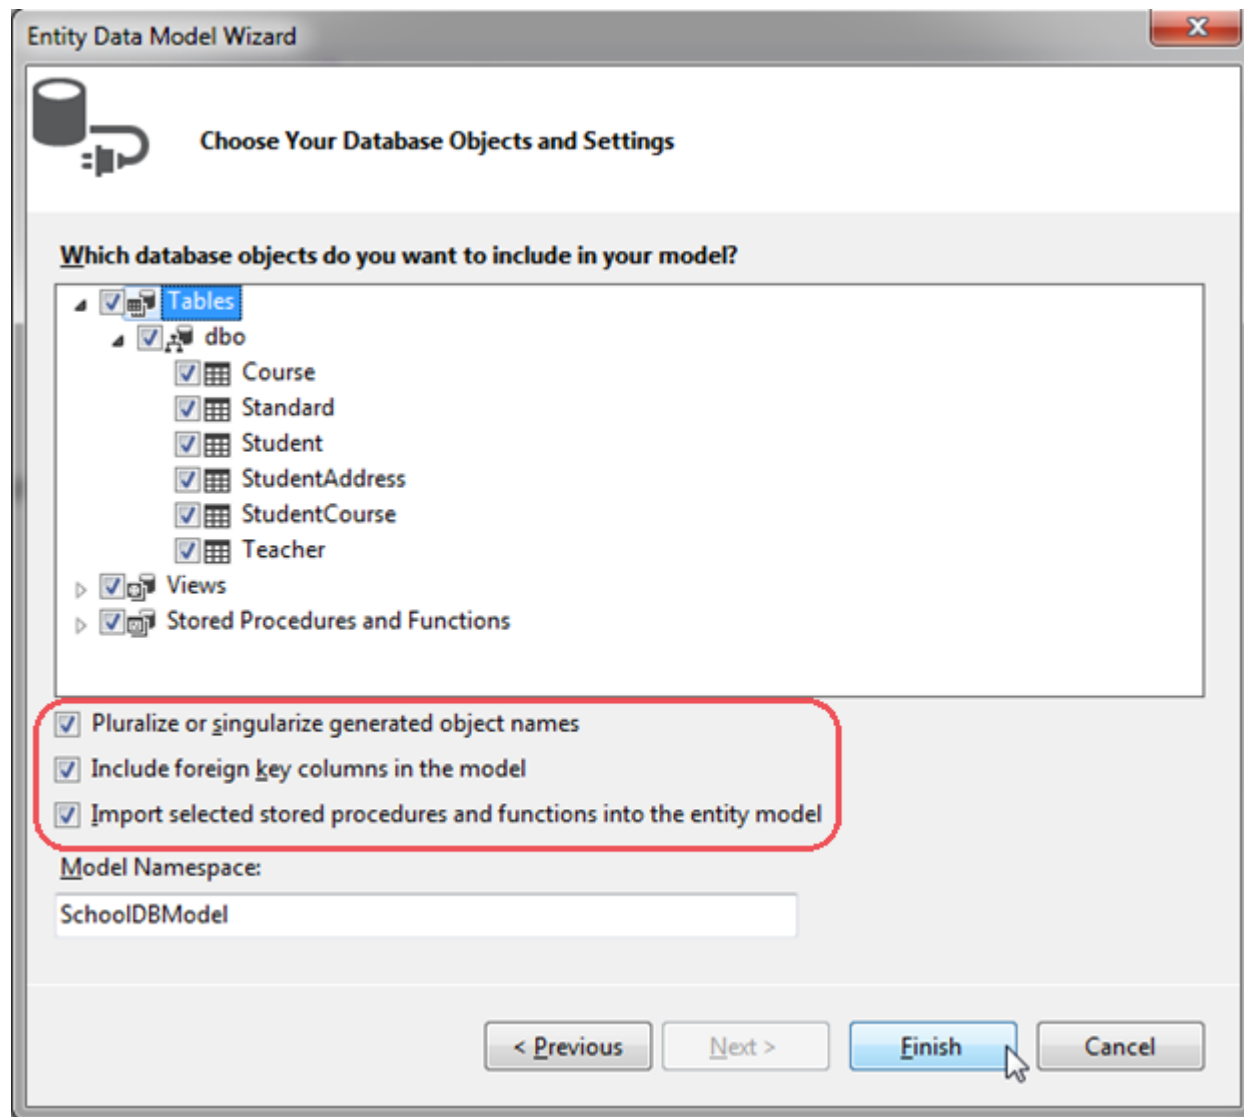 Entity Data Model Wizard
Choose Your Database Objects and Settings
Which database objects do you want to include in your model?
Tables
dbo
Course
Standard
Student
StudentAddress
StudentCourse
Teacher
Views
Stored Procedures and Functions
Pluralize or singularize generated object names
Include foreign key columns in the model
Import selected stored procedures and functions into the entity model
Model Namespace:
SchoolDBModel
< Previous Next > Finish Cancel